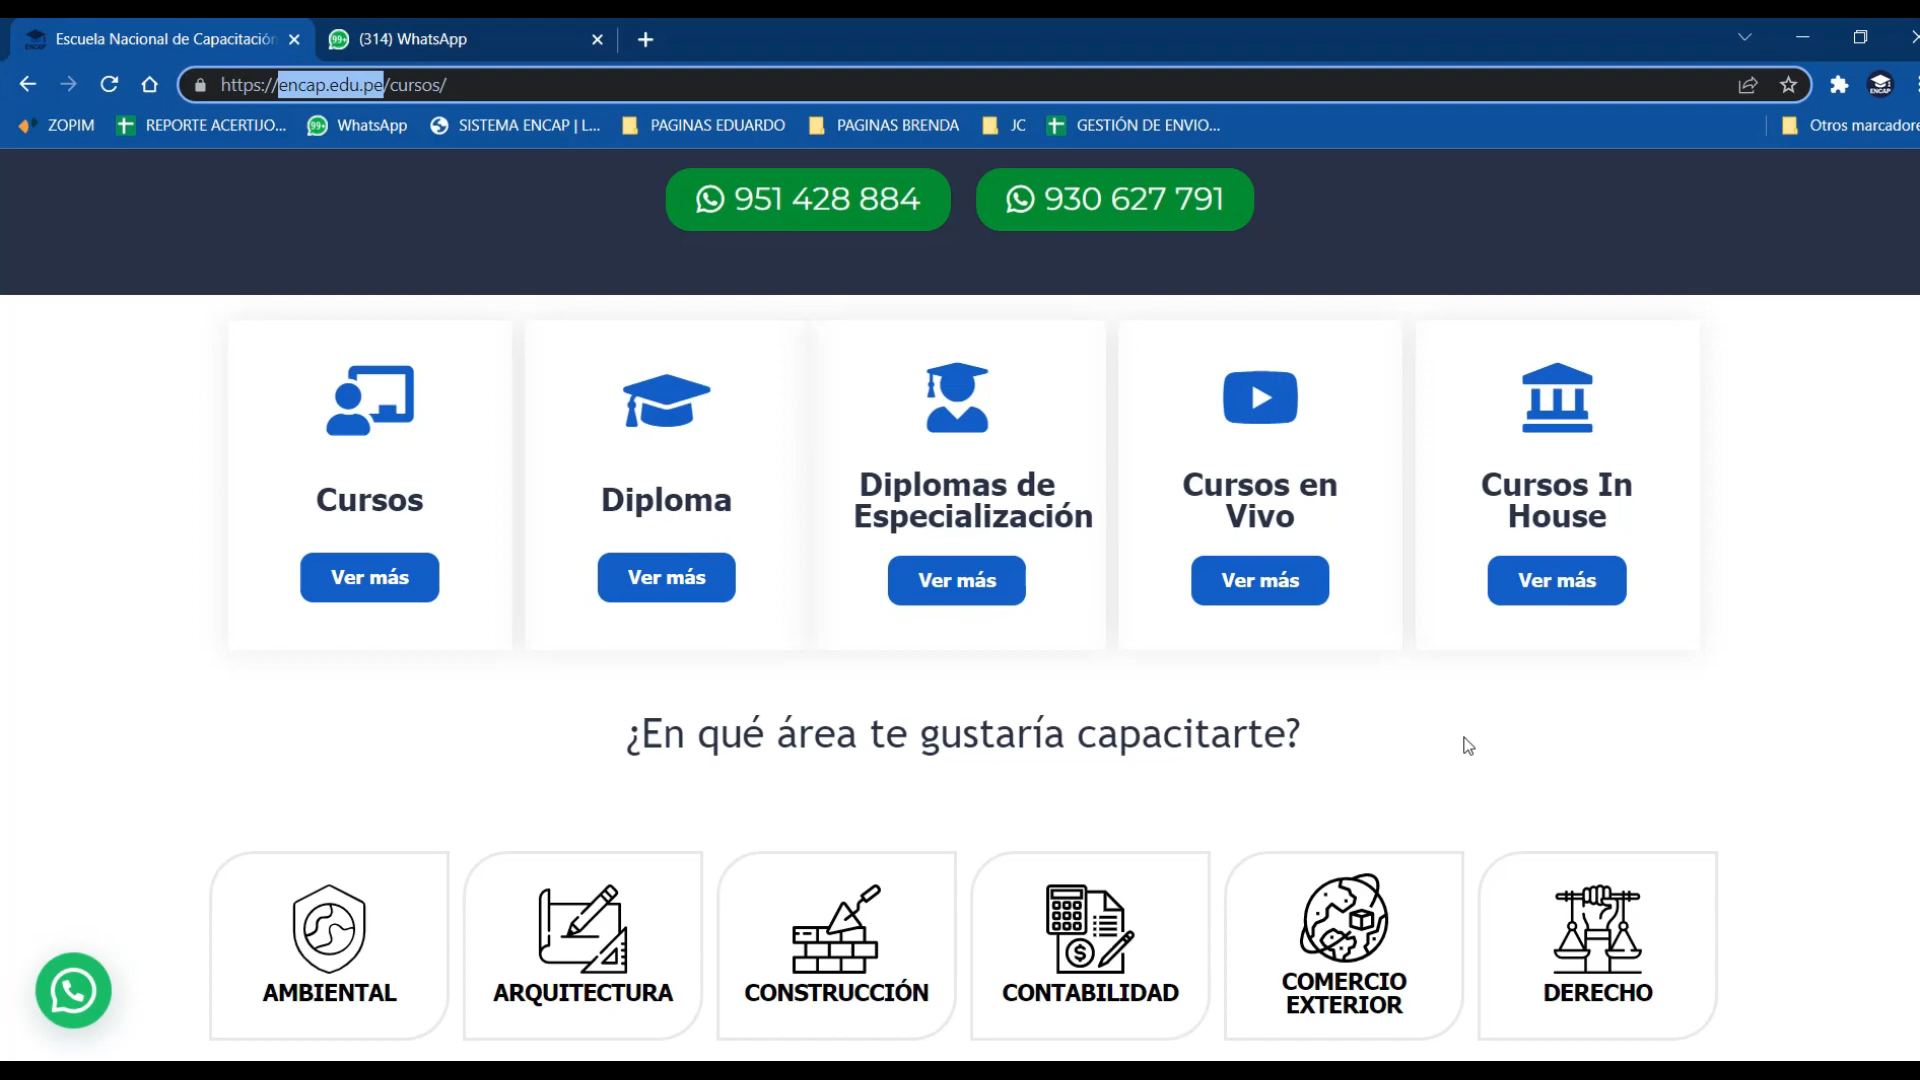 Escuela Nacional de Capacitación
(314) WhatsApp
https://encap.edu.pe/cursos/
ZOPIM
REPORTE ACERTIJO...
99+
WhatsApp
SISTEMA ENCAP | L...
PAGINAS EDUARDO
PAGINAS BRENDA
JC
GESTIÓN DE ENVIO...
Otros marcadore
951 428 884
930 627 791
Cursos
Ver más
Diploma
Ver más
Diplomas de
Especialización
Ver más
Cursos en
Vivo
Ver más
Cursos In
House
Ver más
¿En qué área te gustaría capacitarte?
AMBIENTAL
ARQUITECTURA
CONSTRUCCIÓN
CONTABILIDAD
COMERCIO
EXTERIOR
DERECHO